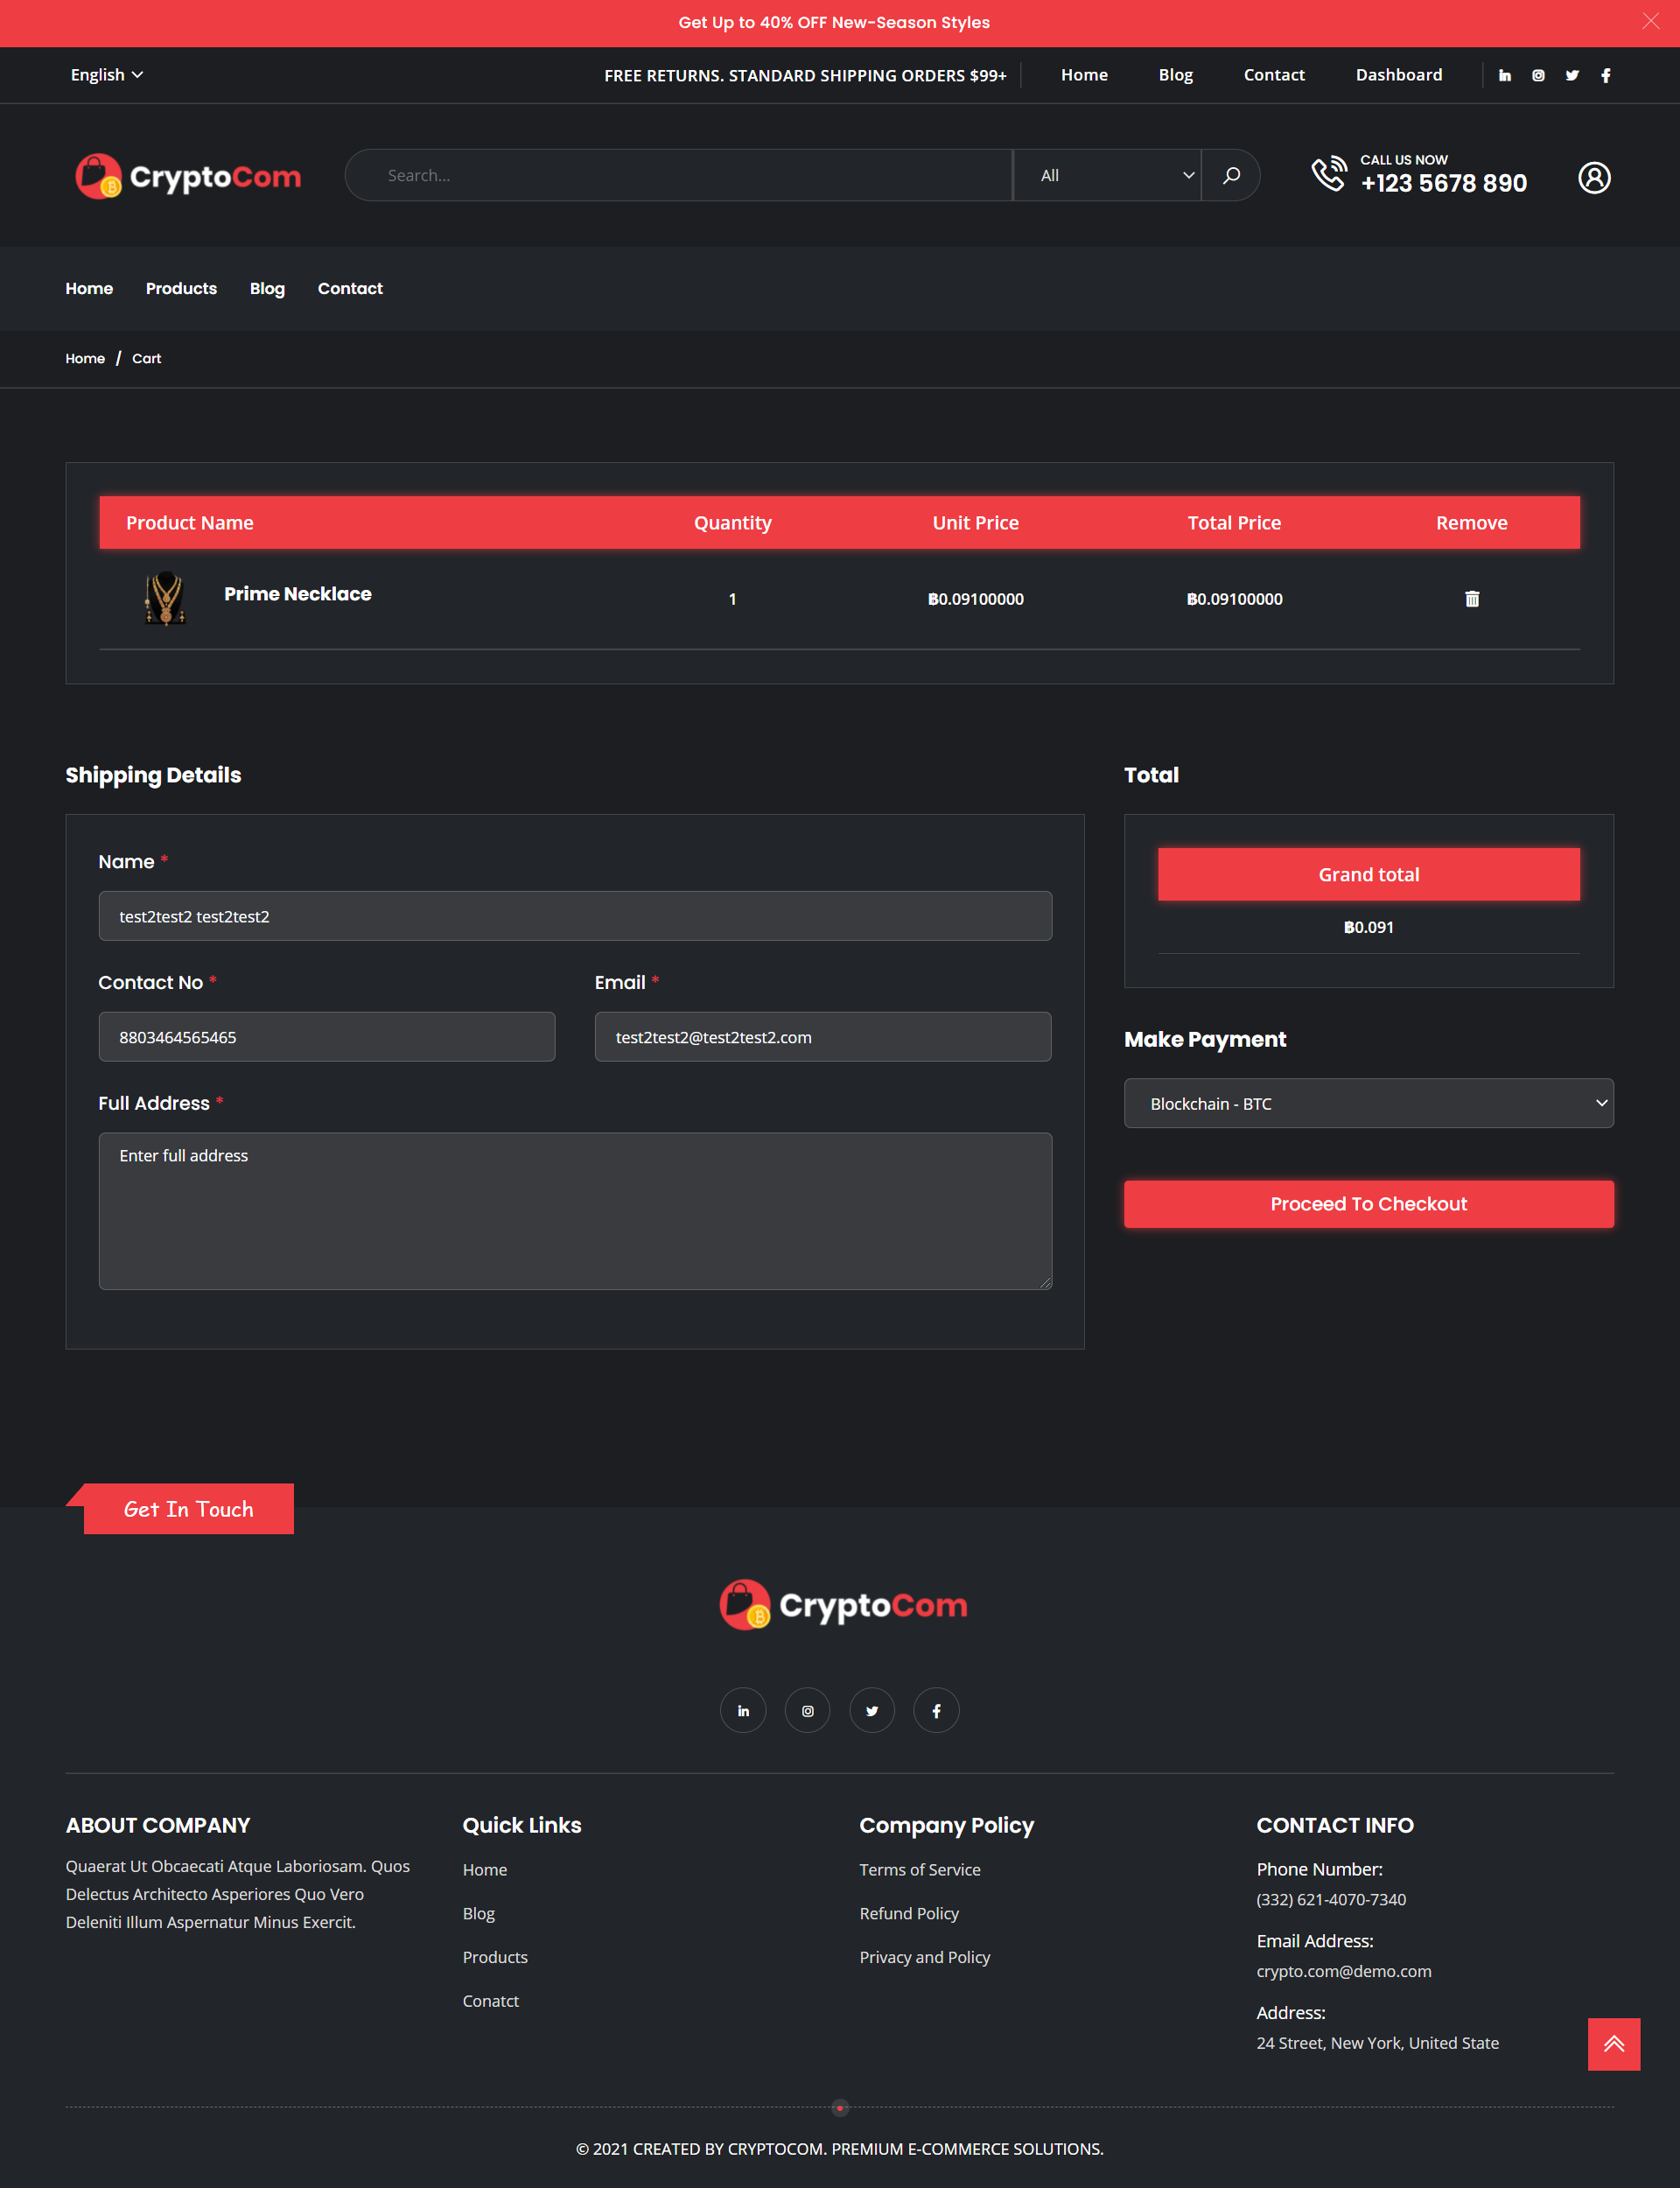 Get Up to 40% OFF New-Season Styles
English
FREE RETURNS. STANDARD SHIPPING ORDERS $99+
Home
Blog
Contact
Dashboard
CryptoCom
Search...
All
CALL US NOW
+123 5678 890
Home
Products
Blog
Contact
Home / Cart
Product Name
Quantity
Unit Price
Total Price
Remove
Prime Necklace
1
฿0.09100000
฿0.09100000
Shipping Details
Name *
test2test2 test2test2
Contact No *
8803464565465
Email *
test2test2@test2test2.com
Full Address *
Enter full address
Total
Grand total
฿0.091
Make Payment
Blockchain - BTC
Proceed To Checkout
Get In Touch
CryptoCom
ABOUT COMPANY
Quaerat Ut Obcaecati Atque Laboriosam. Quos
Delectus Architecto Asperiores Quo Vero
Deleniti Illum Aspernatur Minus Exercit.
Quick Links
Home
Blog
Products
Conatct
Company Policy
Terms of Service
Refund Policy
Privacy and Policy
CONTACT INFO
Phone Number:
(332) 621-4070-7340
Email Address:
crypto.com@demo.com
Address:
24 Street, New York, United State
© 2021 CREATED BY CRYPTOCOM. PREMIUM E-COMMERCE SOLUTIONS.